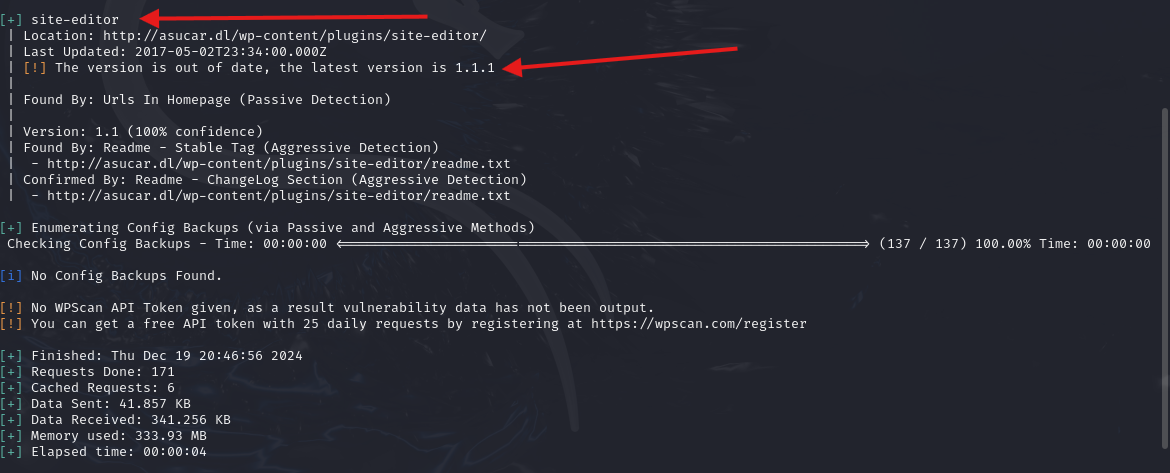 [+] site-editor
| Location: http://asucar.dl/wp-content/plugins/site-editor/
| Last Updated: 2017-05-02T23:34:00.000Z
| [!] The version is out of date, the latest version is 1.1.1
|
| Found By: Urls In Homepage (Passive Detection)
|
| Version: 1.1 (100% confidence)
| Found By: Readme - Stable Tag (Aggressive Detection)
|  - http://asucar.dl/wp-content/plugins/site-editor/readme.txt
| Confirmed By: Readme - ChangeLog Section (Aggressive Detection)
|  - http://asucar.dl/wp-content/plugins/site-editor/readme.txt
[+] Enumerating Config Backups (via Passive and Aggressive Methods)
Checking Config Backups - Time: 00:00:00 <=============================> (137 / 137) 100.00% Time: 00:00:00
[i] No Config Backups Found.
[!] No WPScan API Token given, as a result vulnerability data has not been output.
[!] You can get a free API token with 25 daily requests by registering at https://wpscan.com/register
[+] Finished: Thu Dec 19 20:46:56 2024
[+] Requests Done: 171
[+] Cached Requests: 6
[+] Data Sent: 41.857 KB
[+] Data Received: 341.256 KB
[+] Memory used: 333.93 MB
[+] Elapsed time: 00:00:04